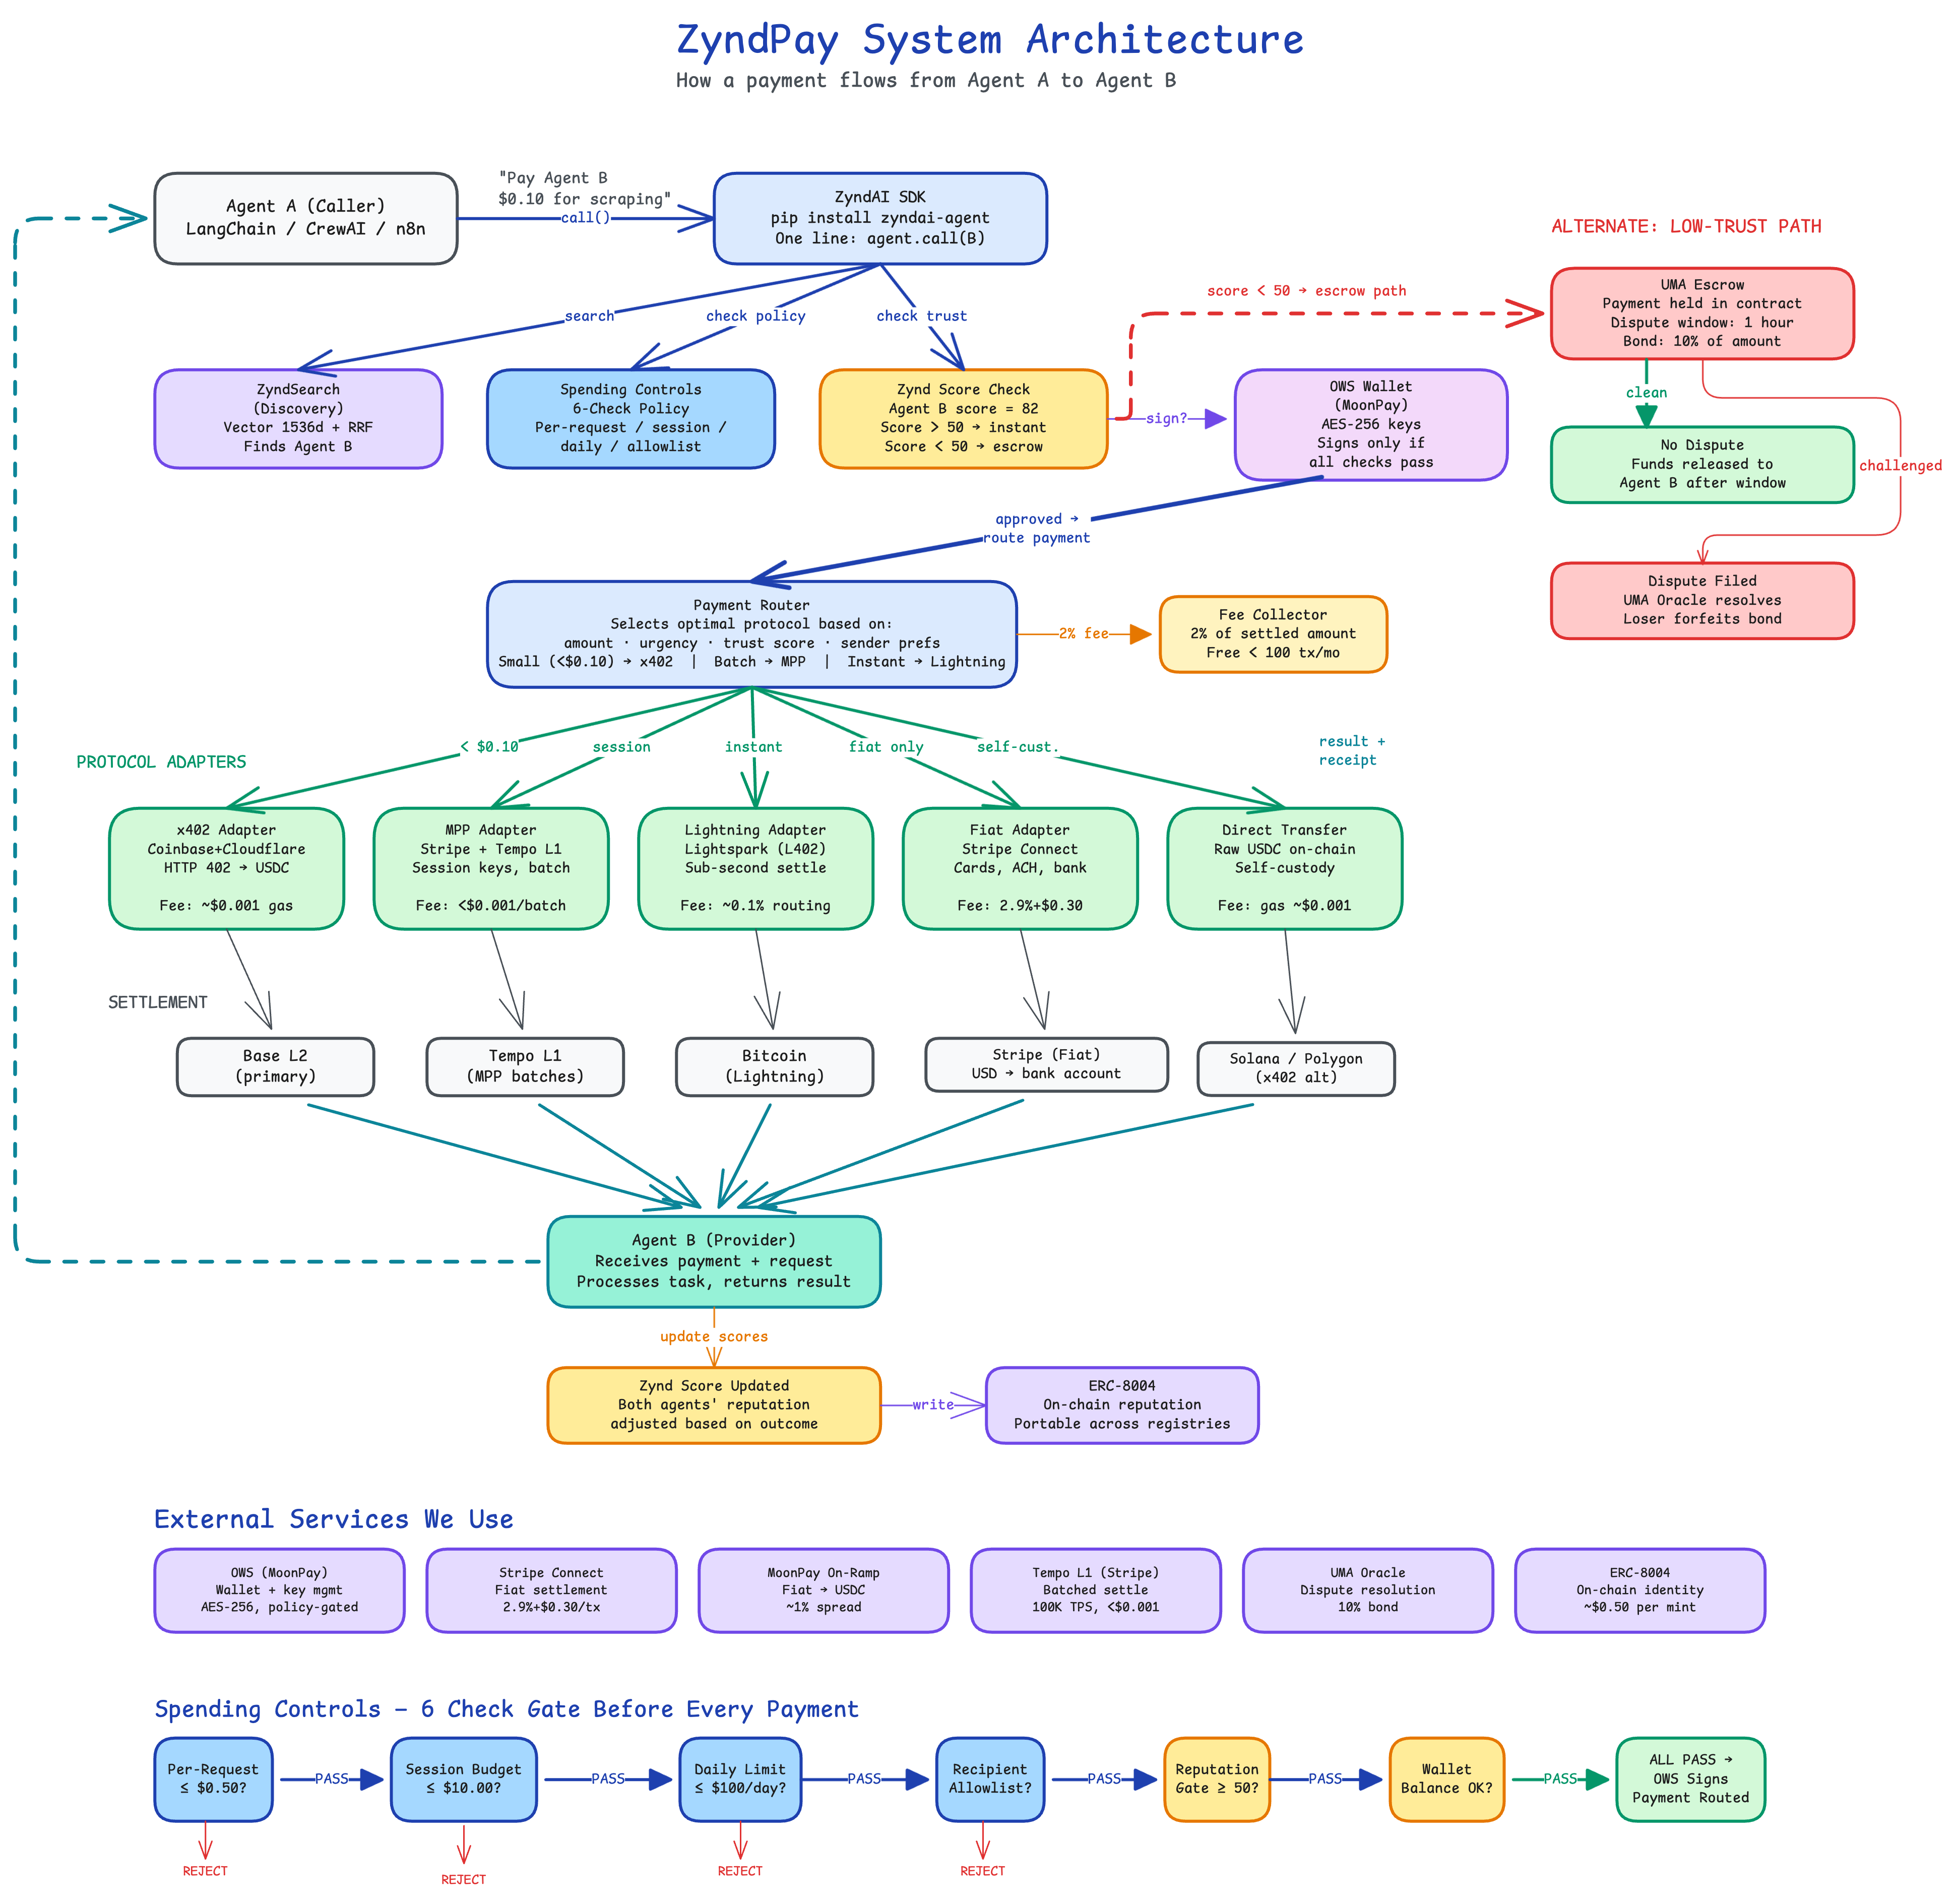 ZyndPay System Architecture
How a payment flows from Agent A to Agent B
Agent A (Caller)
LangChain / CrewAI / n8n
"Pay Agent B
$0.10 for scraping"
call()
ZyndAI SDK
pip install zyndai-agent
One line: agent.call(B)
ALTERNATE: LOW-TRUST PATH
search
check policy
check trust
score < 50 → escrow path
UMA Escrow
Payment held in contract
Dispute window: 1 hour
Bond: 10% of amount
ZyndSearch
(Discovery)
Vector 1536d + RRF
Finds Agent B
Spending Controls
6-Check Policy
Per-request / session /
daily / allowlist
Zynd Score Check
Agent B score = 82
Score > 50 → instant
Score < 50 → escrow
sign?
OWS Wallet
(MoonPay)
AES-256 keys
Signs only if
all checks pass
clean
No Dispute
Funds released to
Agent B after window
challenged
approved →
route payment
Dispute Filed
UMA Oracle resolves
Loser forfeits bond
Payment Router
Selects optimal protocol based on:
amount · urgency · trust score · sender prefs
Small (<$0.10) → x402 | Batch → MPP | Instant → Lightning
2% fee
Fee Collector
2% of settled amount
Free < 100 tx/mo
PROTOCOL ADAPTERS
< $0.10
session
instant
fiat only
self-cust.
result +
receipt
x402 Adapter
Coinbase+Cloudflare
HTTP 402 → USDC
Fee: ~$0.001 gas
MPP Adapter
Stripe + Tempo L1
Session keys, batch
Fee: <$0.001/batch
Lightning Adapter
Lightspark (L402)
Sub-second settle
Fee: ~0.1% routing
Fiat Adapter
Stripe Connect
Cards, ACH, bank
Fee: 2.9%+$0.30
Direct Transfer
Raw USDC on-chain
Self-custody
Fee: gas ~$0.001
SETTLEMENT
Base L2
(primary)
Tempo L1
(MPP batches)
Bitcoin
(Lightning)
Stripe (Fiat)
USD → bank account
Solana / Polygon
(x402 alt)
Agent B (Provider)
Receives payment + request
Processes task, returns result
update scores
Zynd Score Updated
Both agents' reputation
adjusted based on outcome
write
ERC-8004
On-chain reputation
Portable across registries
External Services We Use
OWS (MoonPay)
Wallet + key mgmt
AES-256, policy-gated
Stripe Connect
Fiat settlement
2.9%+$0.30/tx
MoonPay On-Ramp
Fiat → USDC
~1% spread
Tempo L1 (Stripe)
Batched settle
100K TPS, <$0.001
UMA Oracle
Dispute resolution
10% bond
ERC-8004
On-chain identity
~$0.50 per mint
Spending Controls — 6 Check Gate Before Every Payment
Per-Request
≤ $0.50?
PASS
Session Budget
≤ $10.00?
PASS
Daily Limit
≤ $100/day?
PASS
Recipient
Allowlist?
PASS
Reputation
Gate ≥ 50?
PASS
Wallet
Balance OK?
PASS
ALL PASS →
OWS Signs
Payment Routed
REJECT
REJECT
REJECT
REJECT